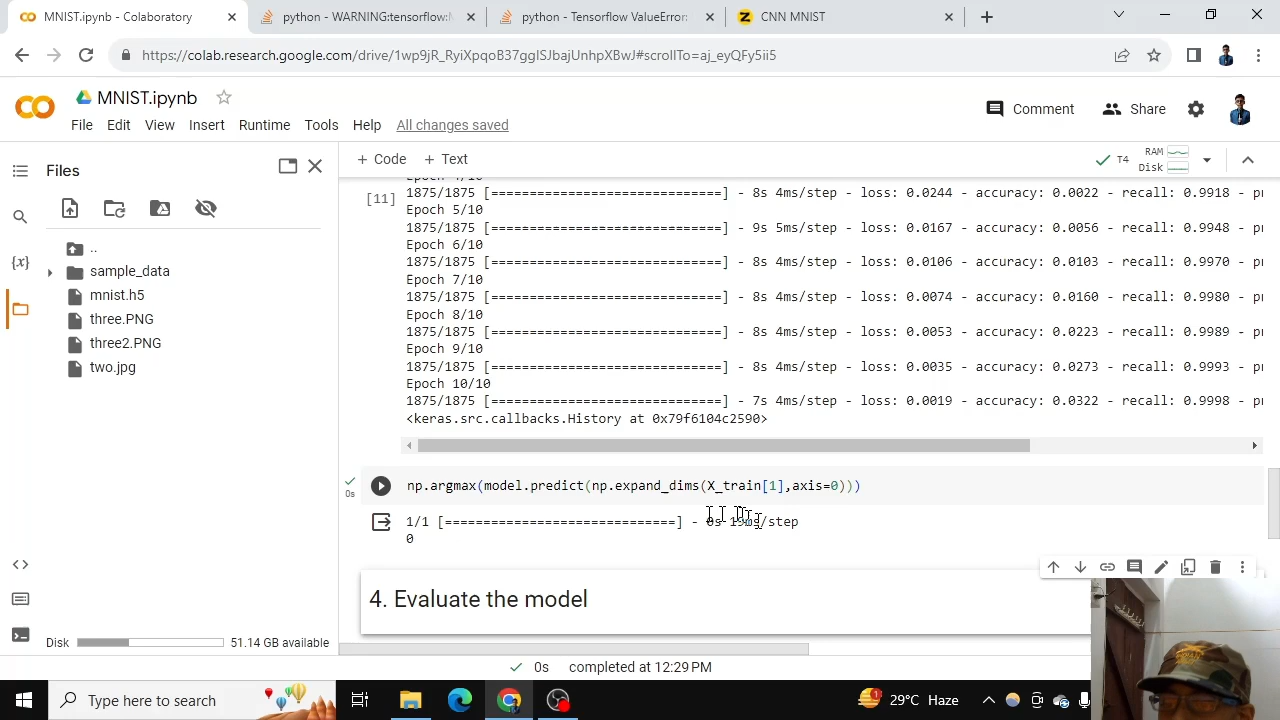 MNIST.ipynb - Colaboratory
python - WARNING:tensorflow:M
python - Tensorflow ValueError:
CNN MNIST
https://colab.research.google.com/drive/1wp9jR_RyiXpqoB37ggISJbajUnhpXBwJ#scrollTo=aj_eyQFy5ii5
MNIST.ipynb
File Edit View Insert Runtime Tools Help All changes saved
Comment Share
Files
+ Code + Text
T4 RAM Disk
[11]
1875/1875 [==============================] - 8s 4ms/step - loss: 0.0244 - accuracy: 0.0022 - recall: 0.9918 - pr
Epoch 5/10
1875/1875 [==============================] - 9s 5ms/step - loss: 0.0167 - accuracy: 0.0056 - recall: 0.9948 - pr
Epoch 6/10
1875/1875 [==============================] - 8s 4ms/step - loss: 0.0106 - accuracy: 0.0103 - recall: 0.9970 - pr
Epoch 7/10
1875/1875 [==============================] - 8s 4ms/step - loss: 0.0074 - accuracy: 0.0160 - recall: 0.9980 - pr
Epoch 8/10
1875/1875 [==============================] - 8s 4ms/step - loss: 0.0053 - accuracy: 0.0223 - recall: 0.9989 - pr
Epoch 9/10
1875/1875 [==============================] - 8s 4ms/step - loss: 0.0035 - accuracy: 0.0273 - recall: 0.9993 - pr
Epoch 10/10
1875/1875 [==============================] - 7s 4ms/step - loss: 0.0019 - accuracy: 0.0322 - recall: 0.9998 - pr
<keras.src.callbacks.History at 0x79f6104c2590>
..
sample_data
mnist.h5
three.PNG
three2.PNG
two.jpg
0s
np.argmax(model.predict(np.expand_dims(X_train[1],axis=0)))
1/1 [==============================] - 0s
0
4. Evaluate the model
Disk 51.14 GB available
0s completed at 12:29 PM
Type here to search
29°C Haze